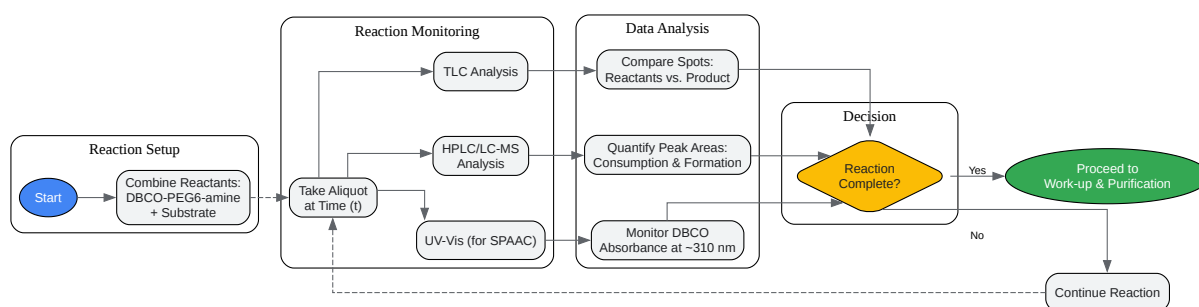 Reaction Monitoring
Data Analysis
TLC Analysis
Compare Spots:
Reactants vs. Product
Decision
Reaction Setup
HPLC/LC-MS
Analysis
Quantify Peak Areas:
Consumption & Formation
Start
Combine Reactants:
DBCO-PEG6-amine
+ Substrate
Take Aliquot
at Time (t)
Reaction
Complete?
Yes
Proceed to
Work-up & Purification
UV-Vis (for SPAAC)
Monitor DBCO
Absorbance at ~310 nm
No
Continue Reaction